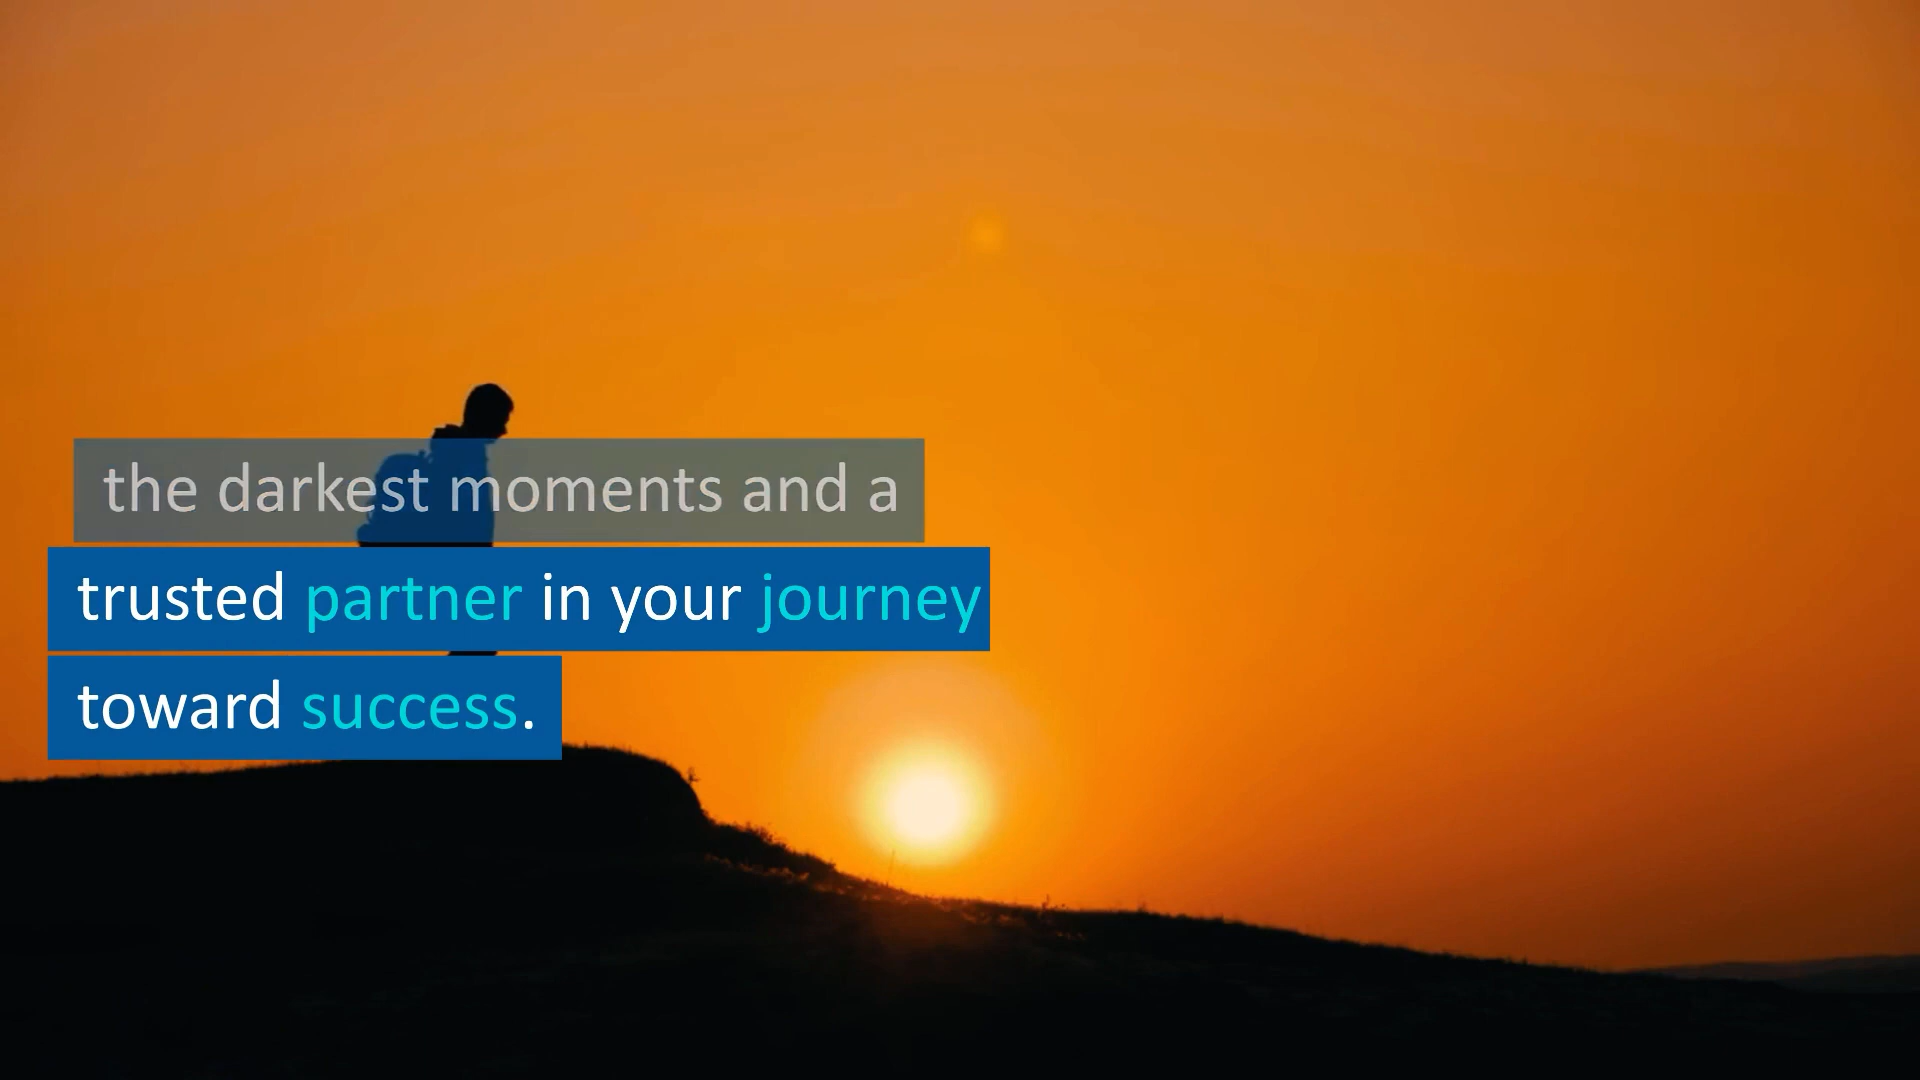 the darkest moments and a
trusted partner in your journey
toward success.